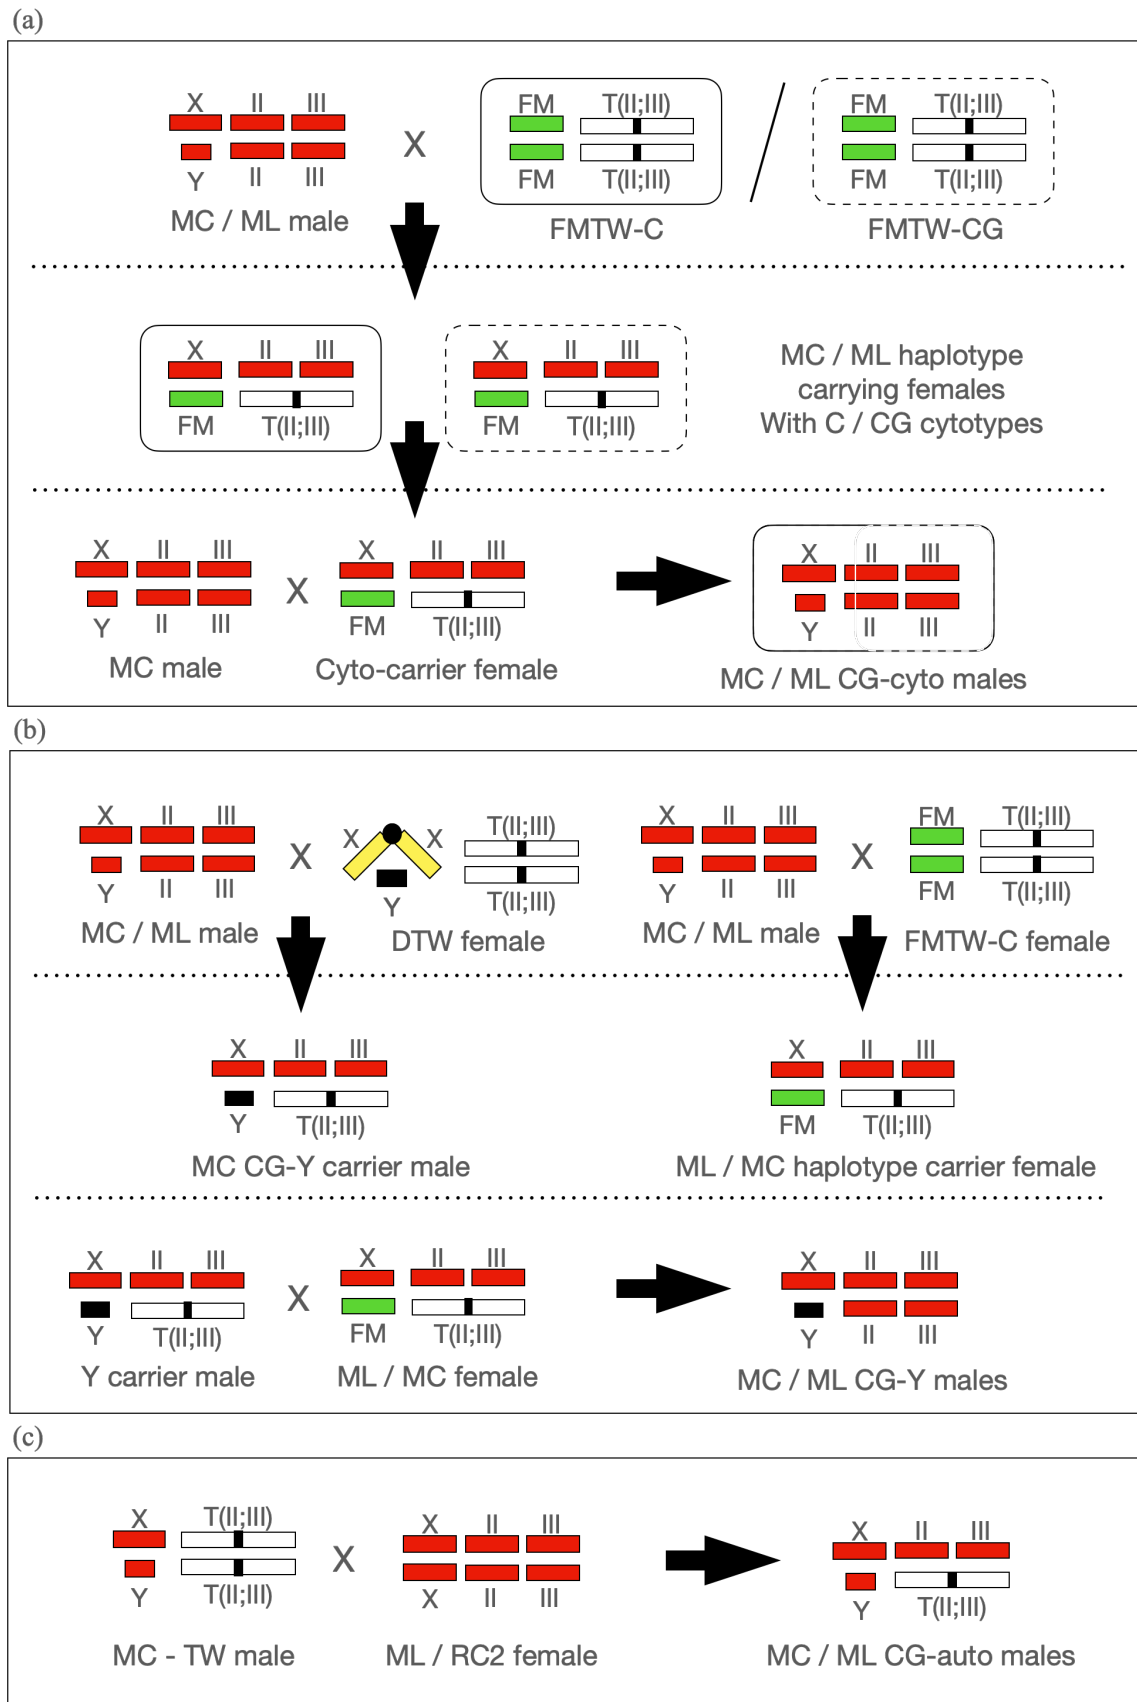 (a)
X II III FM T(II;III) FM T(II;III)
X
Y II III FM T(II;III) FM T(II;III)
MC / ML male FMTW-C FMTW-CG
X II III X II III
FM T(II;III) FM T(II;III)
MC / ML haplotype
carrying females
With C / CG cytotypes
X II III X II III X II III
X
Y II III FM T(II;III) Y II III
MC male Cyto-carrier female MC / ML CG-cyto males
(b)
X II III X X T(II;III) X II III FM T(II;III)
X X
Y II III Y T(II;III) Y II III FM T(II;III)
MC / ML male DTW female MC / ML male FMTW-C female
X II III X II III
Y T(II;III) FM T(II;III)
MC CG-Y carrier male ML / MC haplotype carrier female
X II III X II III X II III
X
Y T(II;III) FM T(II;III) Y II III
Y carrier male ML / MC female MC / ML CG-Y males
(c)
X T(II;III) X II III X II III
X
Y T(II;III) X II III Y T(II;III)
MC - TW male ML / RC2 female MC / ML CG-auto males